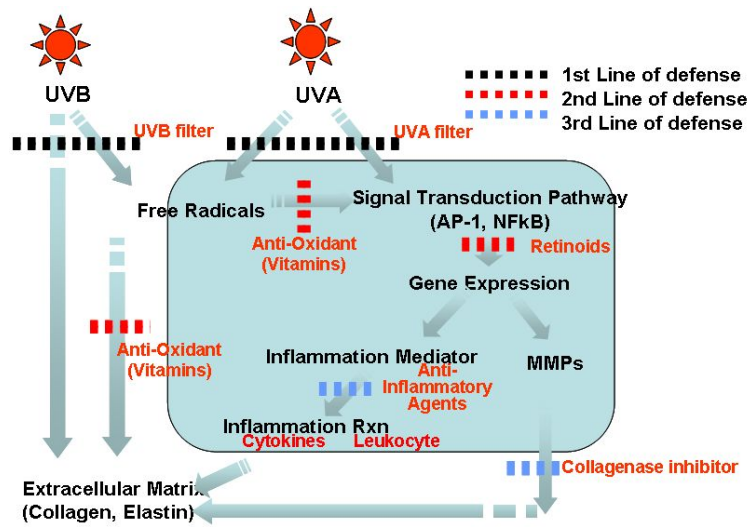 UVB
UVA
1st Line of defense
2nd Line of defense
3rd Line of defense
UVB filter
UVA filter
Free Radicals
Signal Transduction Pathway
(AP-1, NFkB)
Anti-Oxidant
(Vitamins)
Retinoids
Gene Expression
Anti-Oxidant
(Vitamins)
Inflammation Mediator
MMPs
Anti-
Inflammatory
Agents
Inflammation Rxn
Cytokines Leukocyte
Collagenase inhibitor
Extracellular Matrix
(Collagen, Elastin)